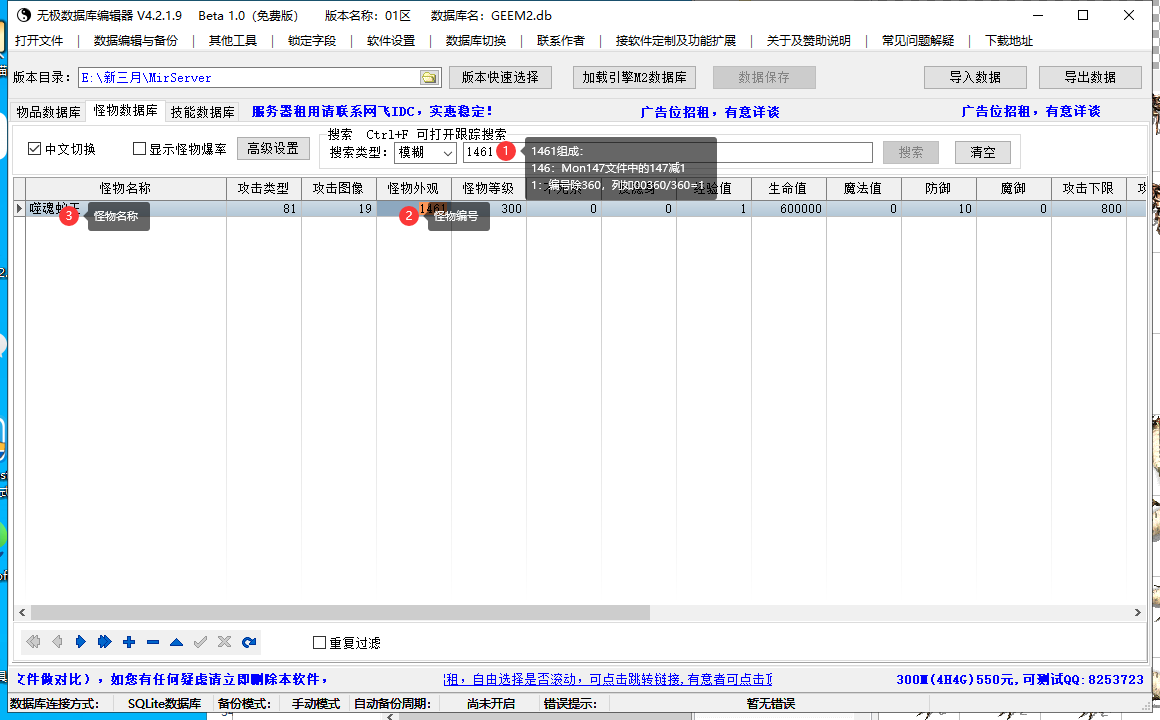 无极数据库编辑器 V4.2.1.9 Beta 1.0（免费版） 版本名称：01区 数据库名：GEEM2.db
打开文件 | 数据编辑与备份 | 其他工具 | 锁定字段 | 软件设置 | 数据库切换 | 联系作者 | 接软件定制及功能扩展 | 关于及赞助说明 | 常见问题解疑 | 下载地址
版本目录： E:\新三月\MirServer 版本快速选择 加载引擎M2数据库 数据保存 导入数据 导出数据
物品数据库 怪物数据库 技能数据库 服务器租用请联系网飞IDC，实惠稳定！ 广告位招租，有意详谈 广告位招租，有意详谈
搜索 Ctrl+F 可打开跟踪搜索
中文切换 显示怪物爆率 高级设置 搜索类型： 模糊 1461 搜索 清空
1 1461组成：
146：Mon147文件中的147减1
1：编号除360，列如00360/360=1
怪物名称 攻击类型 攻击图像 怪物外观 怪物等级 经验值 生命值 魔法值 防御 魔御 攻击下限
噬魂蚁王 81 19 1461 300 0 0 1 600000 0 10 0 800
3 怪物名称 2 怪物编号
重复过滤
文件做对比），如您有任何疑虑请立即删除本软件， 租，自由选择是否滚动，可点击跳转链接,有意者可点击 300M(4H4G)550元,可测试QQ:8253723
数据库连接方式： SQLite数据库 备份模式： 手动模式 自动备份周期： 尚未开启 错误提示： 暂无错误